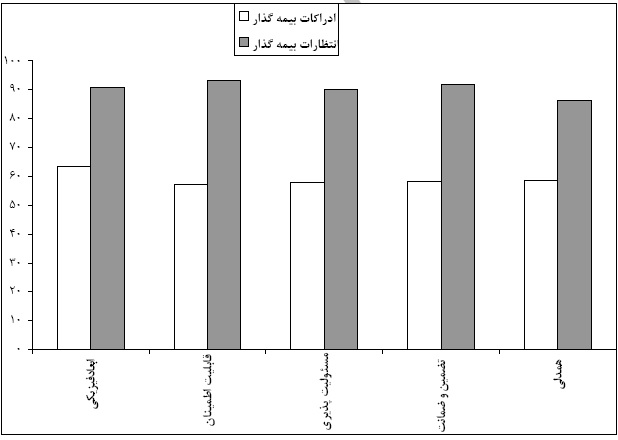 ادراکات بیمه گذار
انتظارات بیمه گذار
۱۰۰
۹۰
۸۰
۷۰
۶۰
۵۰
۴۰
۳۰
۲۰
۱۰
۰
ابعادفیزیکی
قابلیت اطمینان
مسئولیت پذیری
تضمین و ضمانت
همدلی